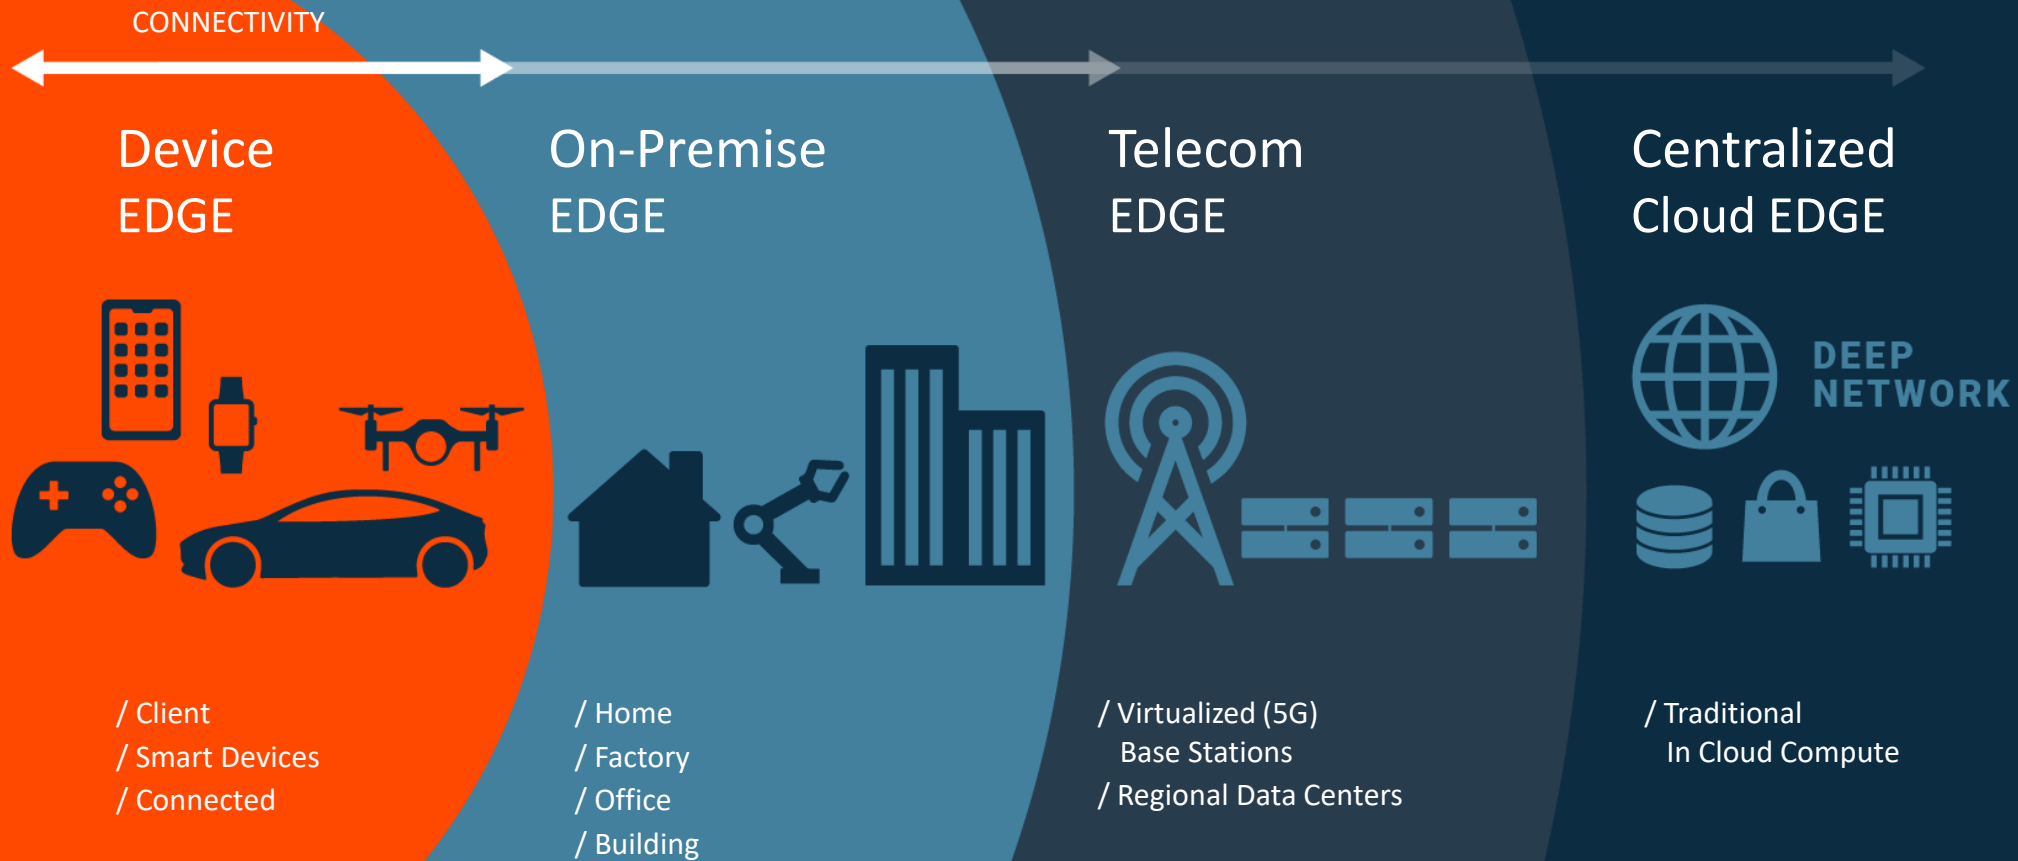 CONNECTIVITY
Device
EDGE
On-Premise
EDGE
Telecom
EDGE
Centralized
Cloud EDGE
DEEP
NETWORK
/ Client
/ Smart Devices
/ Connected
/ Home
/ Factory
/ Office
/ Building
/ Virtualized (5G)
Base Stations
/ Regional Data Centers
/ Traditional
In Cloud Compute